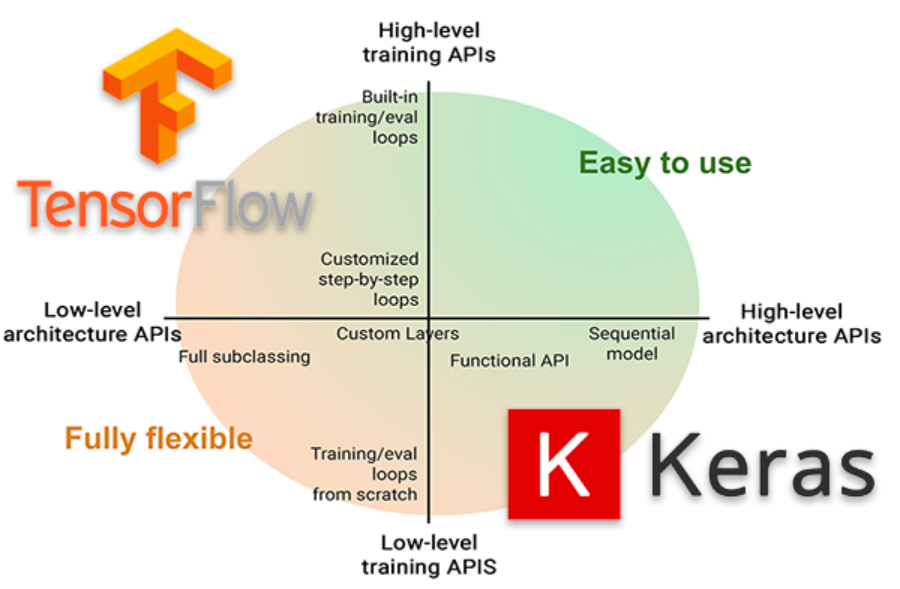 High-level
training APIs
Built-in
training/eval
loops
Easy to use
TensorFlow
Customized
step-by-step
loops
Low-level
architecture APIs
High-level
architecture APIs
Custom Layers
Sequential
model
Full subclassing
Functional API
Fully flexible
Training/eval
loops
from scratch
K Keras
Low-level
training APIS